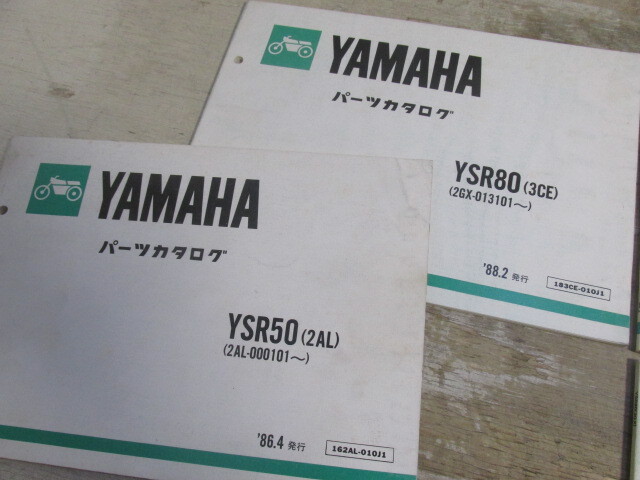 YAMAHA
パーツカタログ
YSR80 (3CE)
(2GX-013101〜)
'88.2 発行
183CE-010J1
YAMAHA
パーツカタログ
YSR50 (2AL)
(2AL-000101〜)
'86.4 発行
162AL-010J1